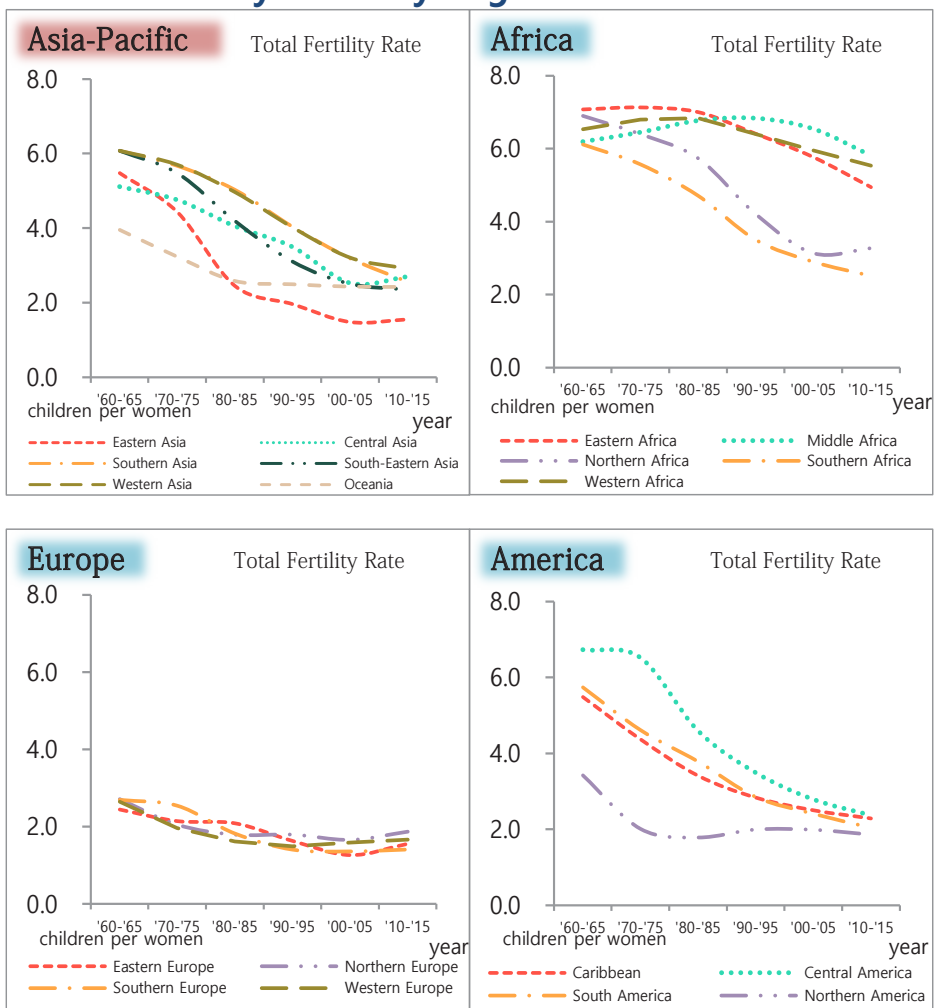 Asia-Pacific Total Fertility Rate
8.0
6.0
4.0
2.0
0.0
'60-'65 '70-'75 '80-'85 '90-'95 '00-'05 '10-'15
children per women
year
Eastern Asia Central Asia
Southern Asia South-Eastern Asia
Western Asia Oceania
Africa Total Fertility Rate
8.0
6.0
4.0
2.0
0.0
'60-'65 '70-'75 '80-'85 '90-'95 '00-'05 '10-'15
children per women
year
Eastern Africa Middle Africa
Northern Africa Southern Africa
Western Africa
Europe Total Fertility Rate
8.0
6.0
4.0
2.0
0.0
'60-'65 '70-'75 '80-'85 '90-'95 '00-'05 '10-'15
children per women
year
Eastern Europe Northern Europe
Southern Europe Western Europe
America Total Fertility Rate
8.0
6.0
4.0
2.0
0.0
'60-'65 '70-'75 '80-'85 '90-'95 '00-'05 '10-'15
children per women
year
Caribbean Central America
South America Northern America